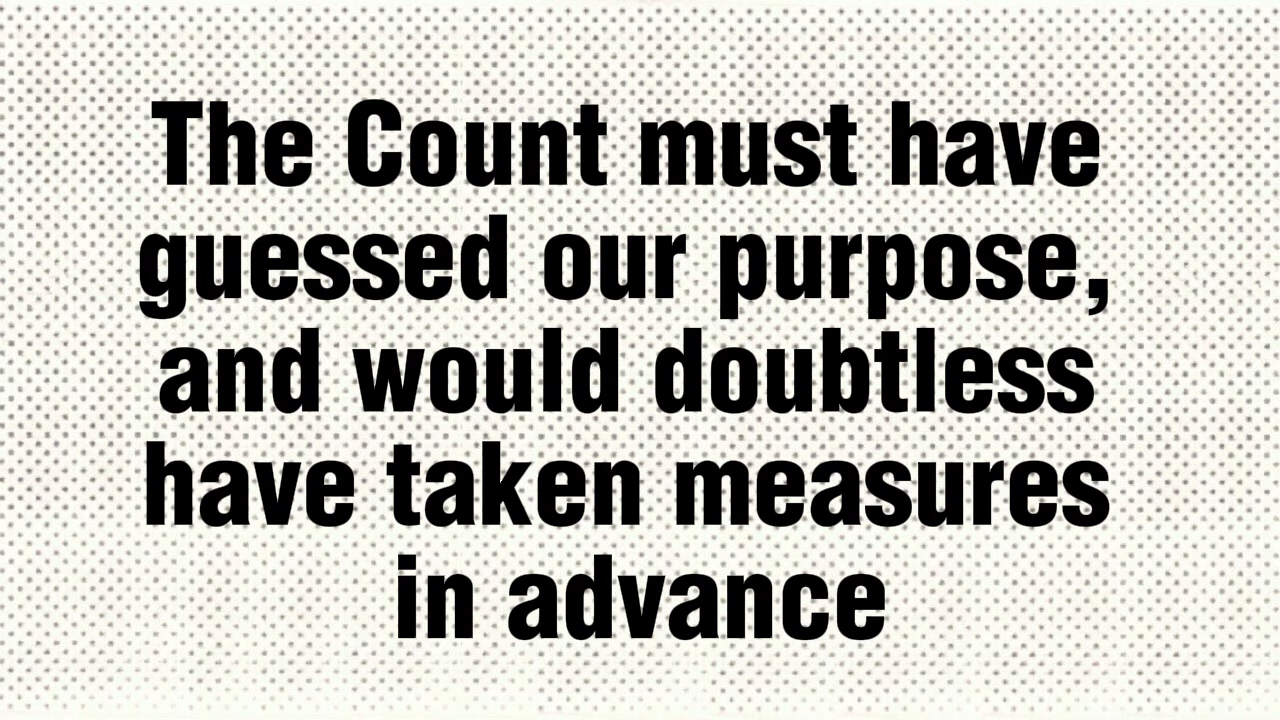 The Count must have
guessed our purpose,
and would doubtless
have taken measures
in advance